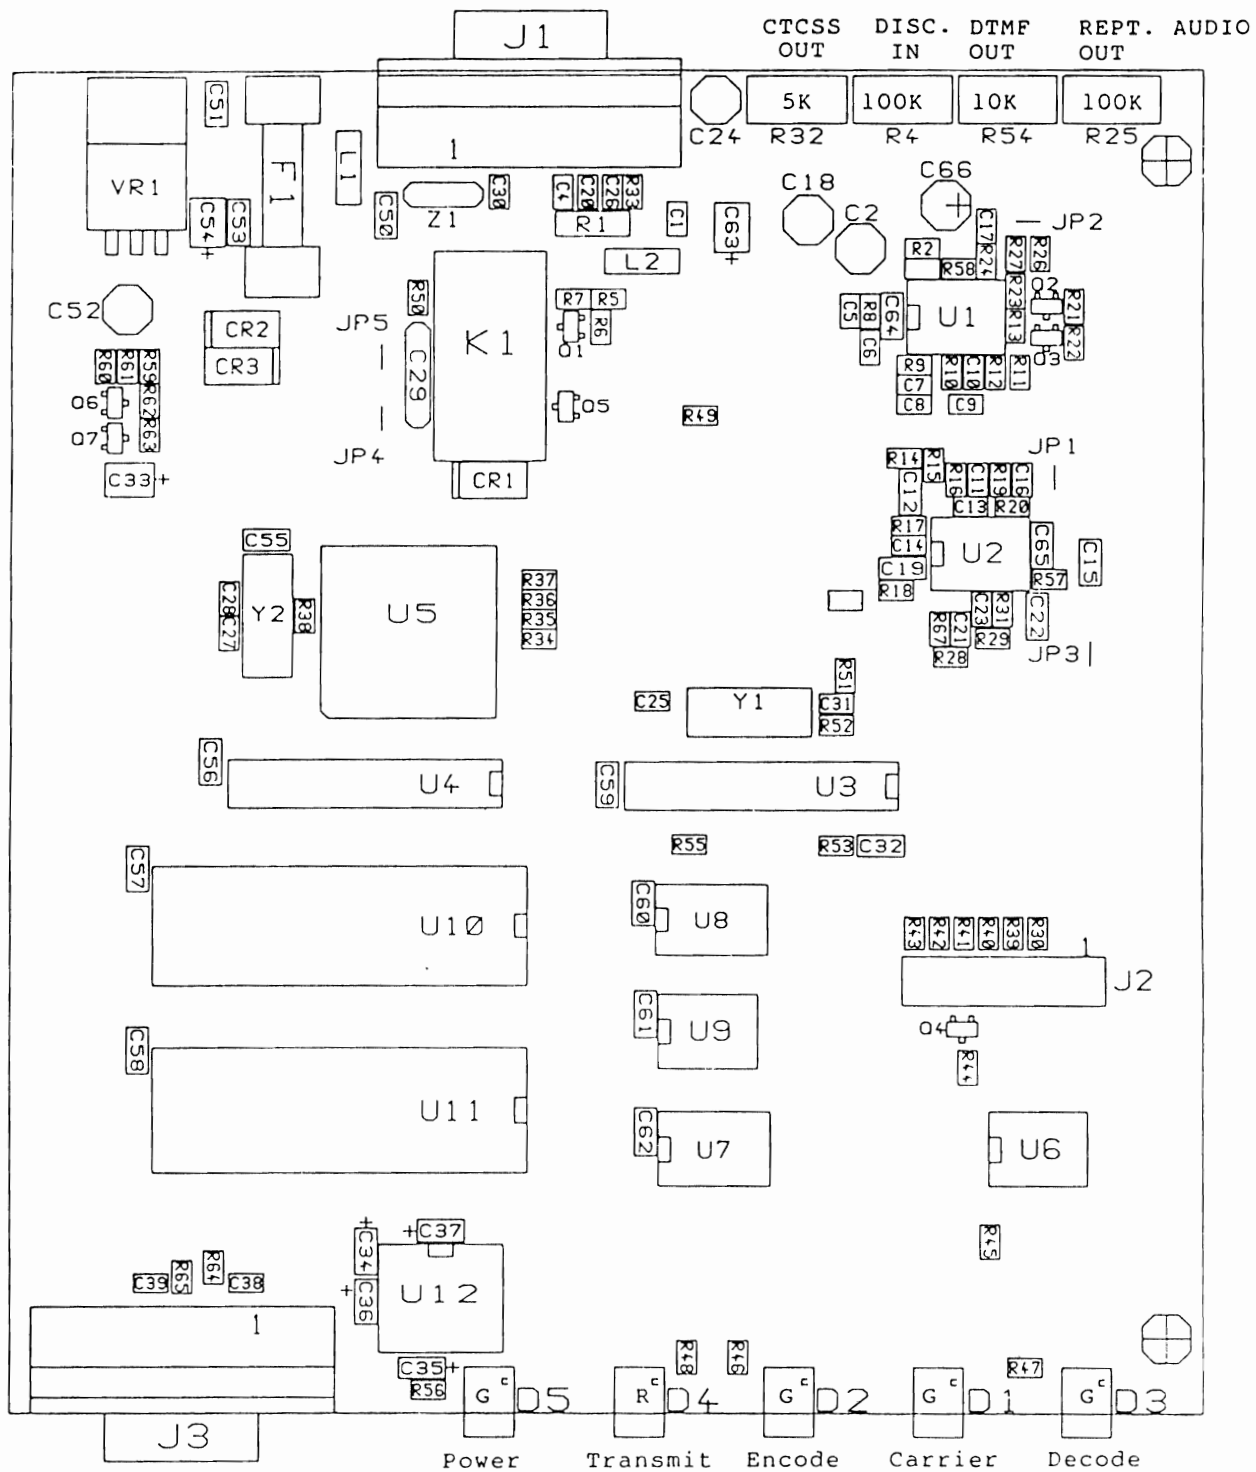 CTCSS OUT
DISC. IN
DTMF OUT
REPT. AUDIO OUT
J1
1
5K
100K
10K
100K
C24
R32
R4
R54
R25
C51
VR1
F1
L1
C54
+
C53
C50
Z1
C30
C4
C20
C26
R33
R1
C1
L2
C63
+
C18
C2
C66
C17
JP2
R2
R58
R24
R27
R26
C52
CR2
CR3
JP5
R50
C29
K1
R7
R5
R6
Q1
C5
R8
C64
C6
U1
R23
R13
Q2
Q3
R21
R22
R60
R61
R59
R62
R63
Q6
Q7
C33
+
JP4
CR1
Q5
R49
R9
C7
C8
R10
C10
R12
R11
C9
R14
R15
C12
R16
C11
R19
C16
JP1
C13
R20
R17
C14
C19
R18
U2
C65
R57
C15
C55
C28
C27
Y2
R38
U5
R37
R36
R35
R34
R67
C21
C23
R31
C22
R29
R28
JP3
R51
C25
Y1
C31
R52
C56
U4
C59
U3
R55
R53
C32
C57
U10
C60
U8
R43
R42
R41
R40
R39
R30
1
J2
C61
U9
Q4
R44
C58
U11
C62
U7
U6
R45
+
C34
+
C37
+
C36
U12
C39
R65
R64
C38
1
C35
+
R56
R48
R46
R47
G
D5
R
D4
G
D2
G
D1
G
D3
J3
Power
Transmit
Encode
Carrier
Decode